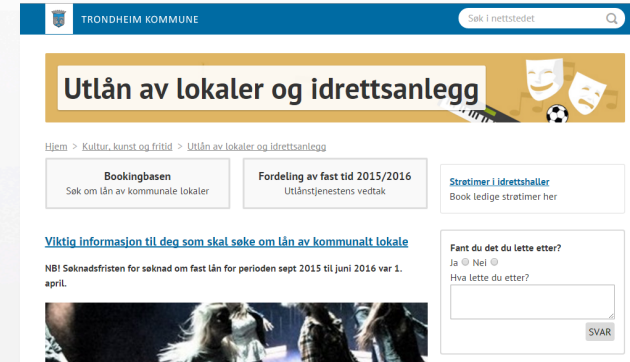 TRONDHEIM KOMMUNE
Søk i nettstedet
Utlån av lokaler og idrettsanlegg
Hjem > Kultur, kunst og fritid > Utlån av lokaler og idrettsanlegg
Bookingbasen
Søk om lån av kommunale lokaler
Fordeling av fast tid 2015/2016
Utlånstjenestens vedtak
Strøtimer i idrettshaller
Book ledige strøtimer her
Viktig informasjon til deg som skal søke om lån av kommunalt lokale
NB! Søknadsfristen for søknad om fast lån for perioden sept 2015 til juni 2016 var 1.
april.
Fant du det du lette etter?
Ja Nei
Hva lette du etter?
SVAR